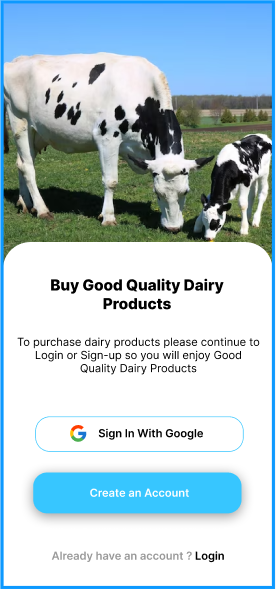 Buy Good Quality Dairy
Products
To purchase dairy products please continue to
Login or Sign-up so you will enjoy Good
Quality Dairy Products
Sign In With Google
Create an Account
Already have an account ? Login